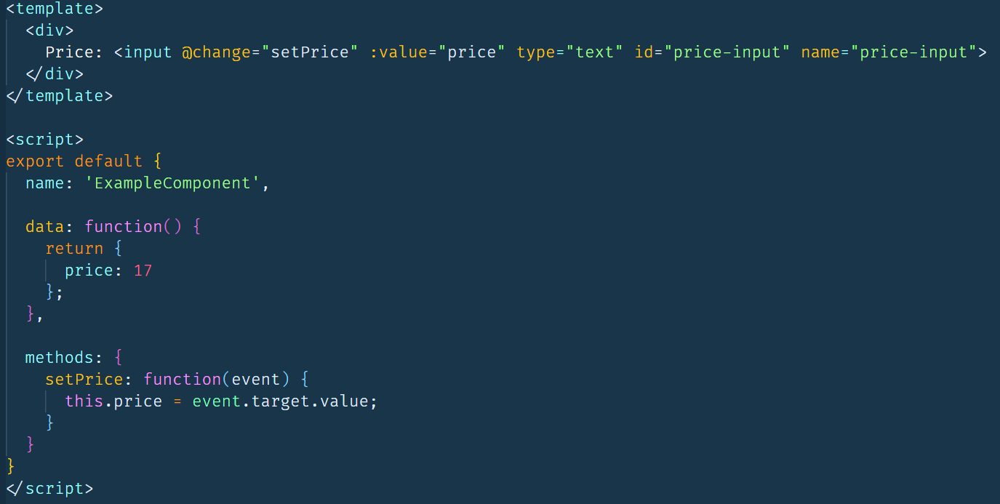 <template>
  <div>
    Price: <input @change="setPrice" :value="price" type="text" id="price-input" name="price-input">
  </div>
</template>

<script>
export default {
  name: 'ExampleComponent',

  data: function() {
    return {
      price: 17
    };
  },

  methods: {
    setPrice: function(event) {
      this.price = event.target.value;
    }
  }
}
</script>